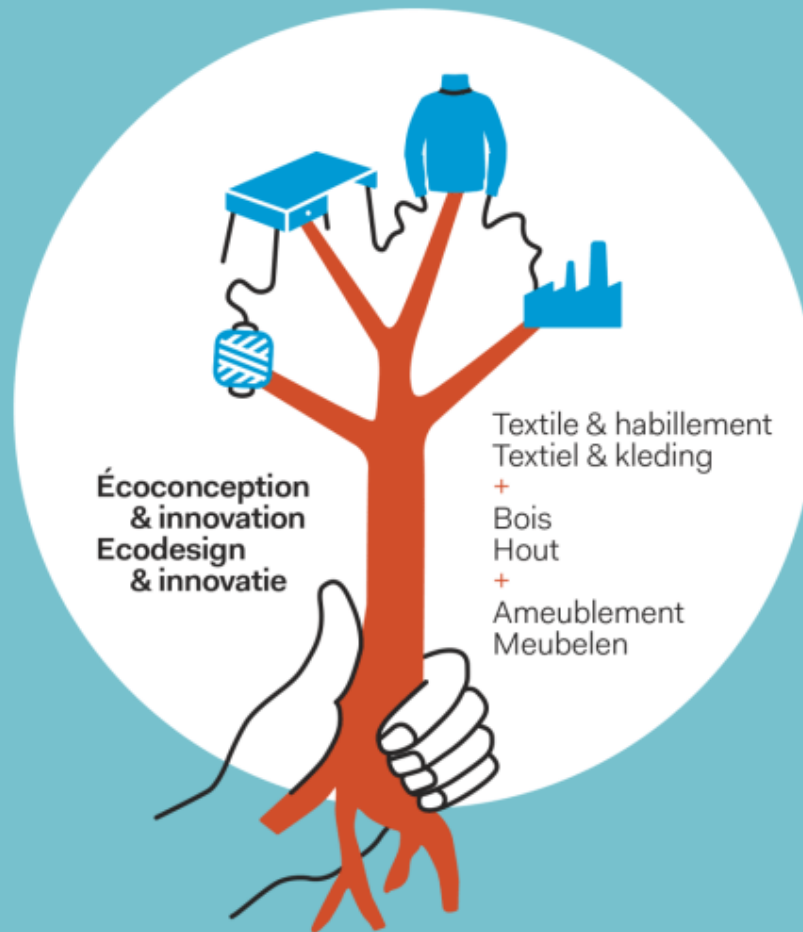 Écoconception
& innovation
Ecodesign
& innovatie
Textile & habillement
Textiel & kleding
+
Bois
Hout
+
Ameublement
Meubelen